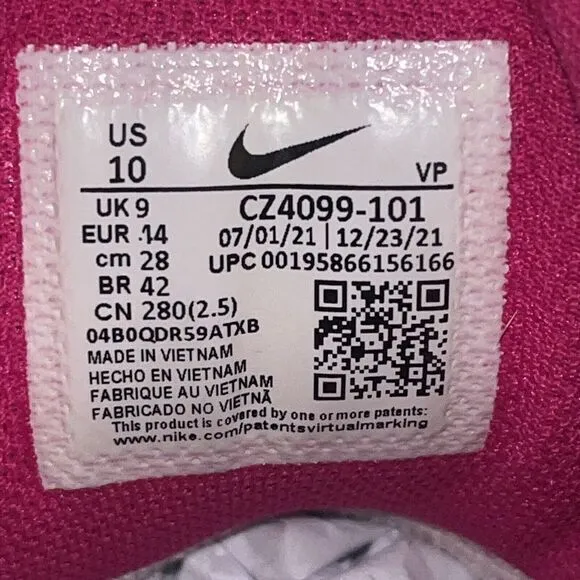 US
10
VP
UK 9
EUR 44
cm 28
BR 42
CN 280(2.5)
CZ4099-101
07/01/21 | 12/23/21
UPC 00195866156166
04B0QDR59ATXB
MADE IN VIETNAM
HECHO EN VIETNAM
FABRIQUE AU VIETNAM
FABRICADO NO VIETNÃ
This product is covered by one or more patents:
www.nike.com/patentsvirtualmarking